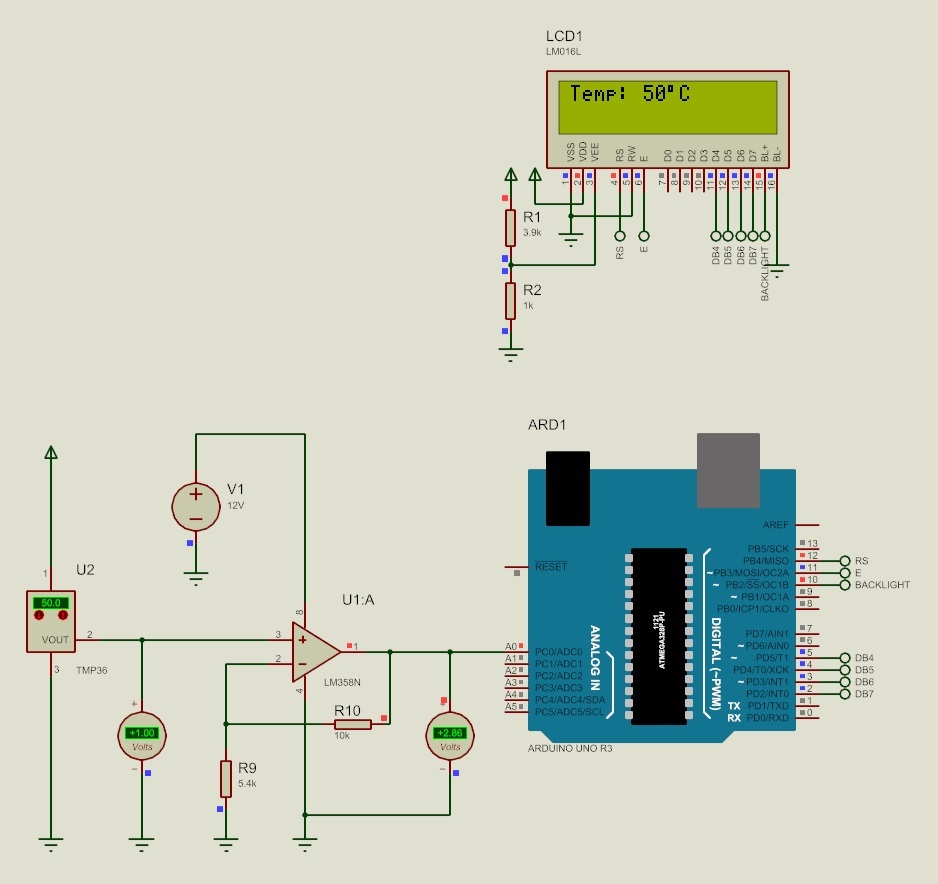 LCD1
LM016L
Temp: 50°C
VSS
VDD
VEE
RS
RW
E
D0
D1
D2
D3
D4
D5
D6
D7
BL+
BL-
1
2
3
4
5
6
7
8
9
10
11
12
13
14
15
16
RS
E
DB4
DB5
DB6
DB7
BACKLIGHT
R1
3.9k
R2
1k
ARD1
V1
12V
U2
1
50.0
VOUT
2
3
TMP36
U1:A
8
3
2
1
4
LM358N
+
+1.00
Volts
R10
10k
R9
5.4k
+
+2.86
Volts
RESET
A0
A1
A2
A3
A4
A5
PC0/ADC0
PC1/ADC1
PC2/ADC2
PC3/ADC3
PC4/ADC4/SDA
PC5/ADC5/SCL
ANALOG IN
1121
ATMEGA328P-PU
DIGITAL (~PWM)
AREF
PB5/SCK 13
PB4/MISO 12 RS
~PB3/MOSI/OC2A 11 E
~ PB2/SS/OC1B 10 BACKLIGHT
~ PB1/OC1A 9
PB0/ICP1/CLKO 8
PD7/AIN1 7
~ PD6/AIN0 6
~ PD5/T1 5 DB4
PD4/T0/XCK 4 DB5
~ PD3/INT1 3 DB6
PD2/INT0 2 DB7
TX PD1/TXD 1
RX PD0/RXD 0
ARDUINO UNO R3